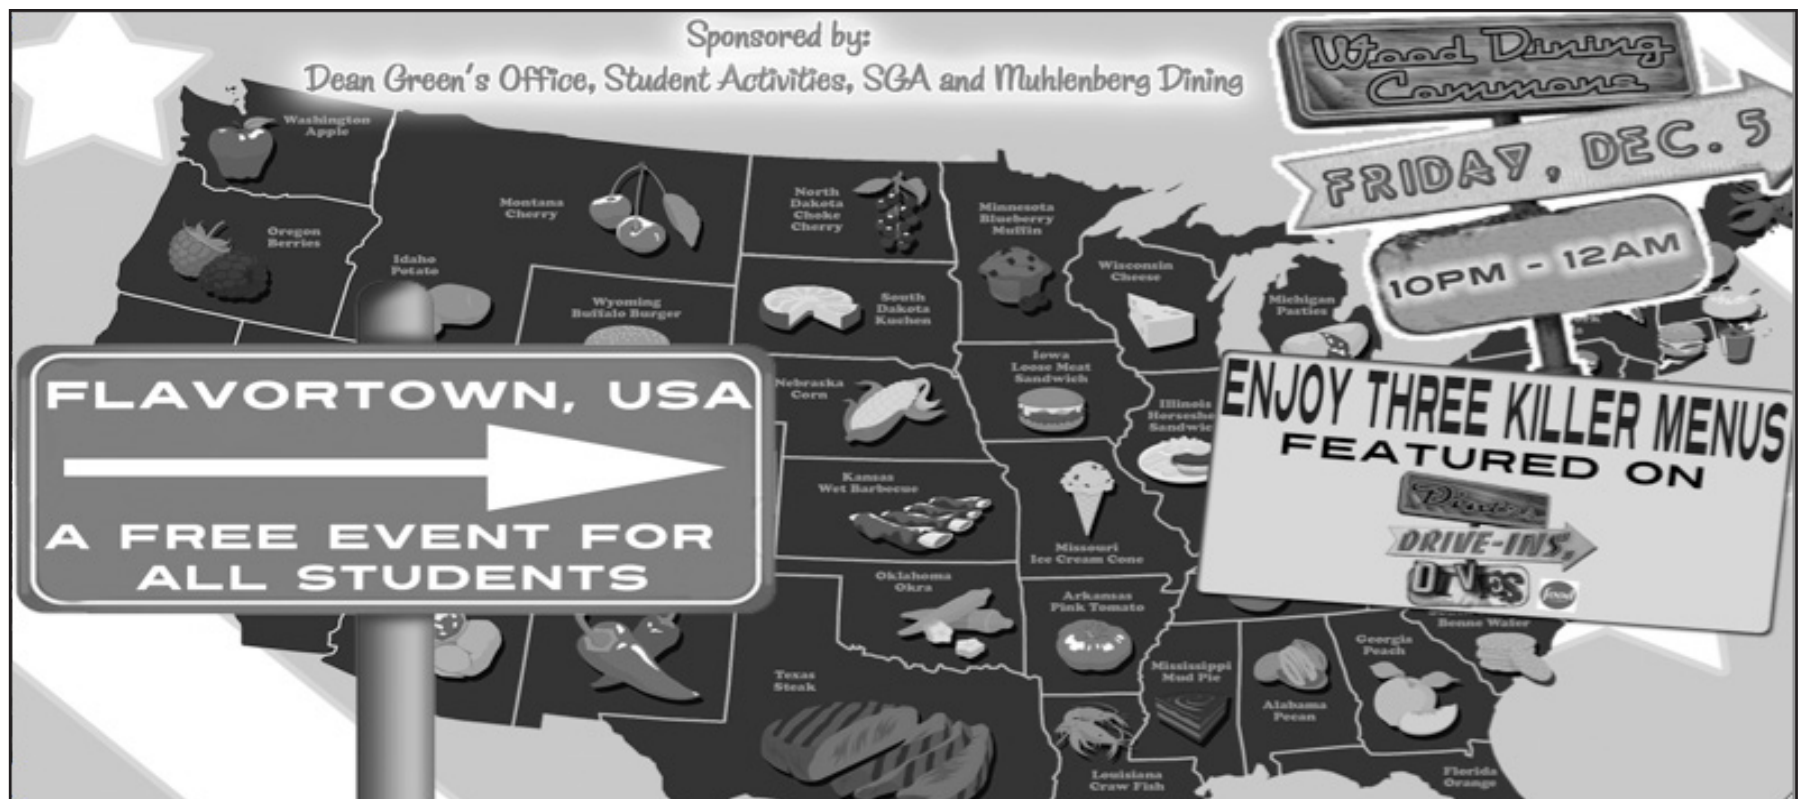 Sponsored by:
Dean Green's Office, Student Activities, SGA and Muhlenberg Dining
Wood Dining
Commons
FRIDAY, DEC. 5
10PM - 12AM
ENJOY THREE KILLER MENUS
FEATURED ON
Diners
DRIVE-INS,
DIVES
food
FLAVORTOWN, USA
A FREE EVENT FOR
ALL STUDENTS
Washington
Apple
Oregon
Berries
Idaho
Potato
Montana
Cherry
Wyoming
Buffalo Burger
North
Dakota
Choke
Cherry
South
Dakota
Kuchen
Minnesota
Blueberry
Muffin
Wisconsin
Cheese
Michigan
Pasties
Nebraska
Corn
Iowa
Loose Meat
Sandwich
Illinois
Horsesho
Sandwic
Kansas
Wet Barbecue
Missouri
Ice Cream Cone
Oklahoma
Okra
Arkansas
Pink Tomato
Texas
Steak
Mississippi
Mud Pie
Alabama
Pecan
Georgia
Peach
Benne Wafer
Louisiana
Craw Fish
Florida
Orange